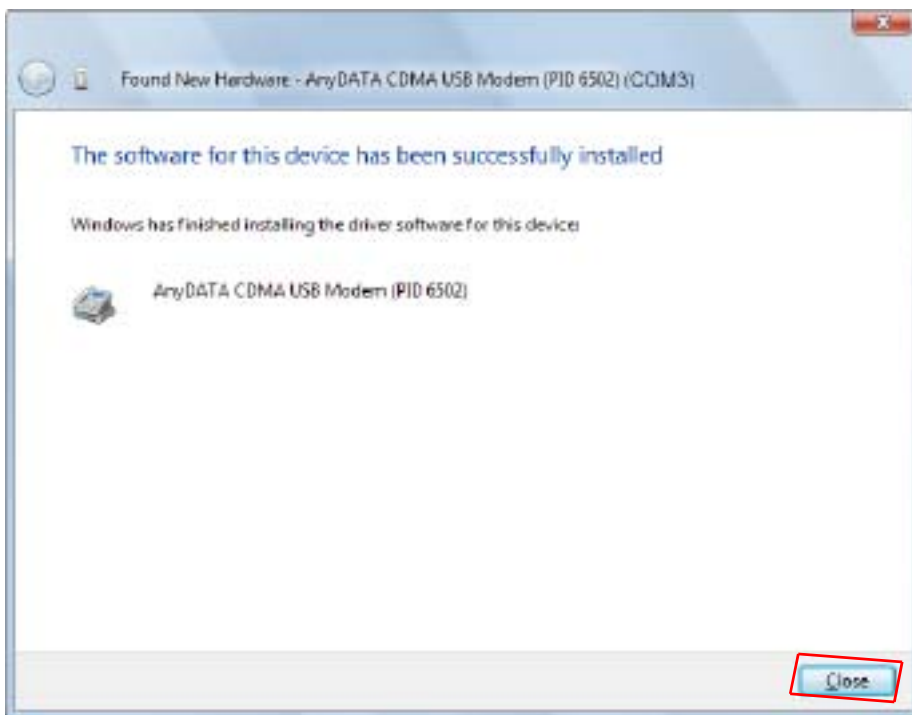 Found New Hardware - AnyDATA CDMA USB Modem (PID 6502) (COM3)
The software for this device has been successfully installed
Windows has finished installing the driver software for this device:
AnyDATA CDMA USB Modem (PID 6502)
Close